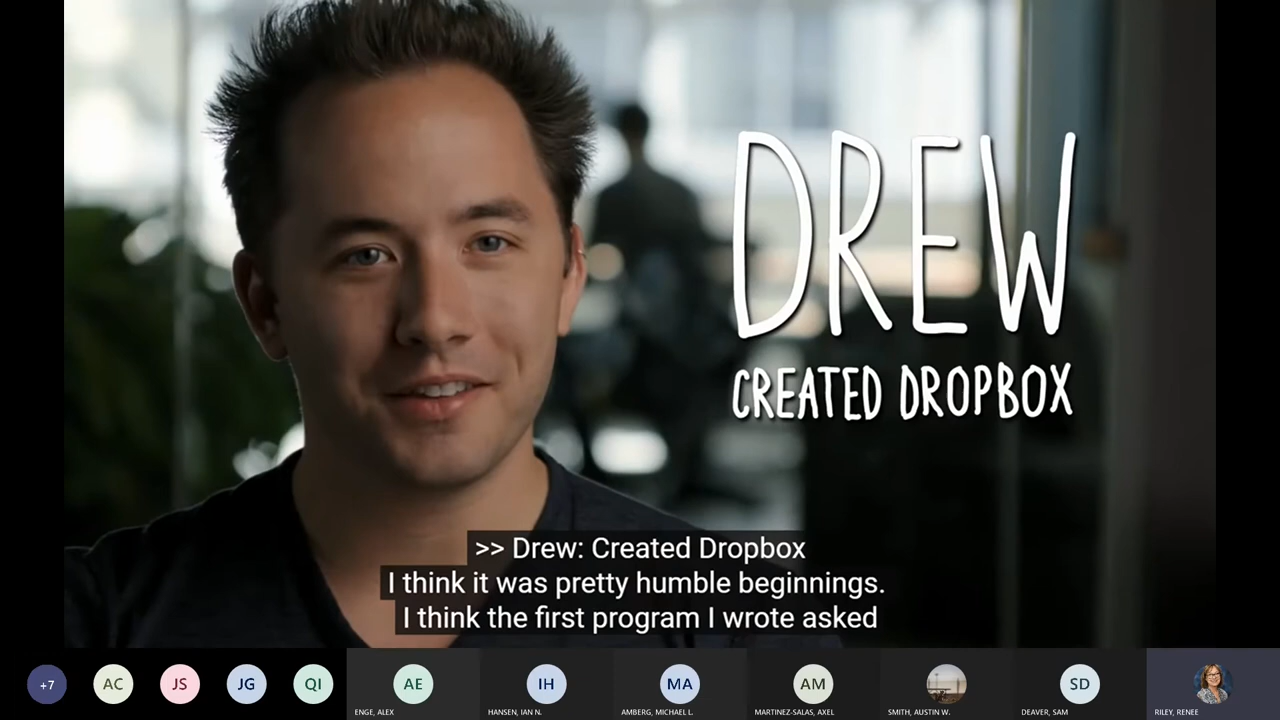 DREW
CREATED DROPBOX
>> Drew: Created Dropbox
I think it was pretty humble beginnings.
I think the first program I wrote asked
+7
AC
JS
JG
QI
AE
IH
MA
AM
SD
ENGE, ALEX
HANSEN, IAN N.
AMBERG, MICHAEL L.
MARTINEZ-SALAS, AXEL
SMITH, AUSTIN W.
DEAVER, SAM
RILEY, RENEE